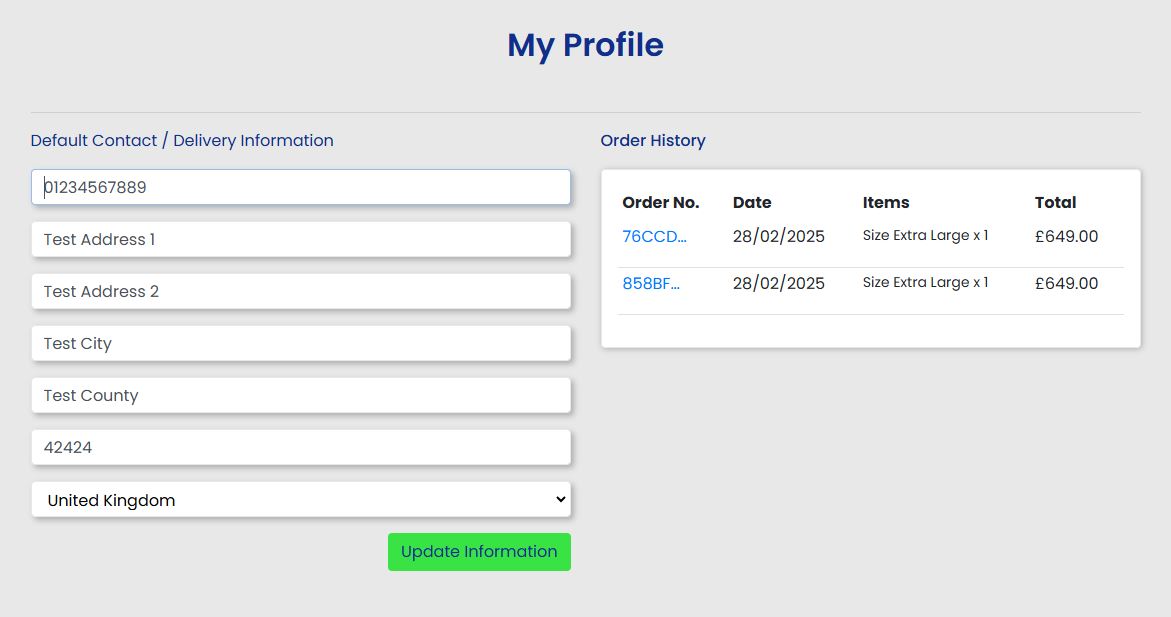 My Profile
Default Contact / Delivery Information
01234567889
Test Address 1
Test Address 2
Test City
Test County
42424
United Kingdom
Update Information
Order History
Order No. Date Items Total
76CCD... 28/02/2025 Size Extra Large x 1 £649.00
858BF... 28/02/2025 Size Extra Large x 1 £649.00